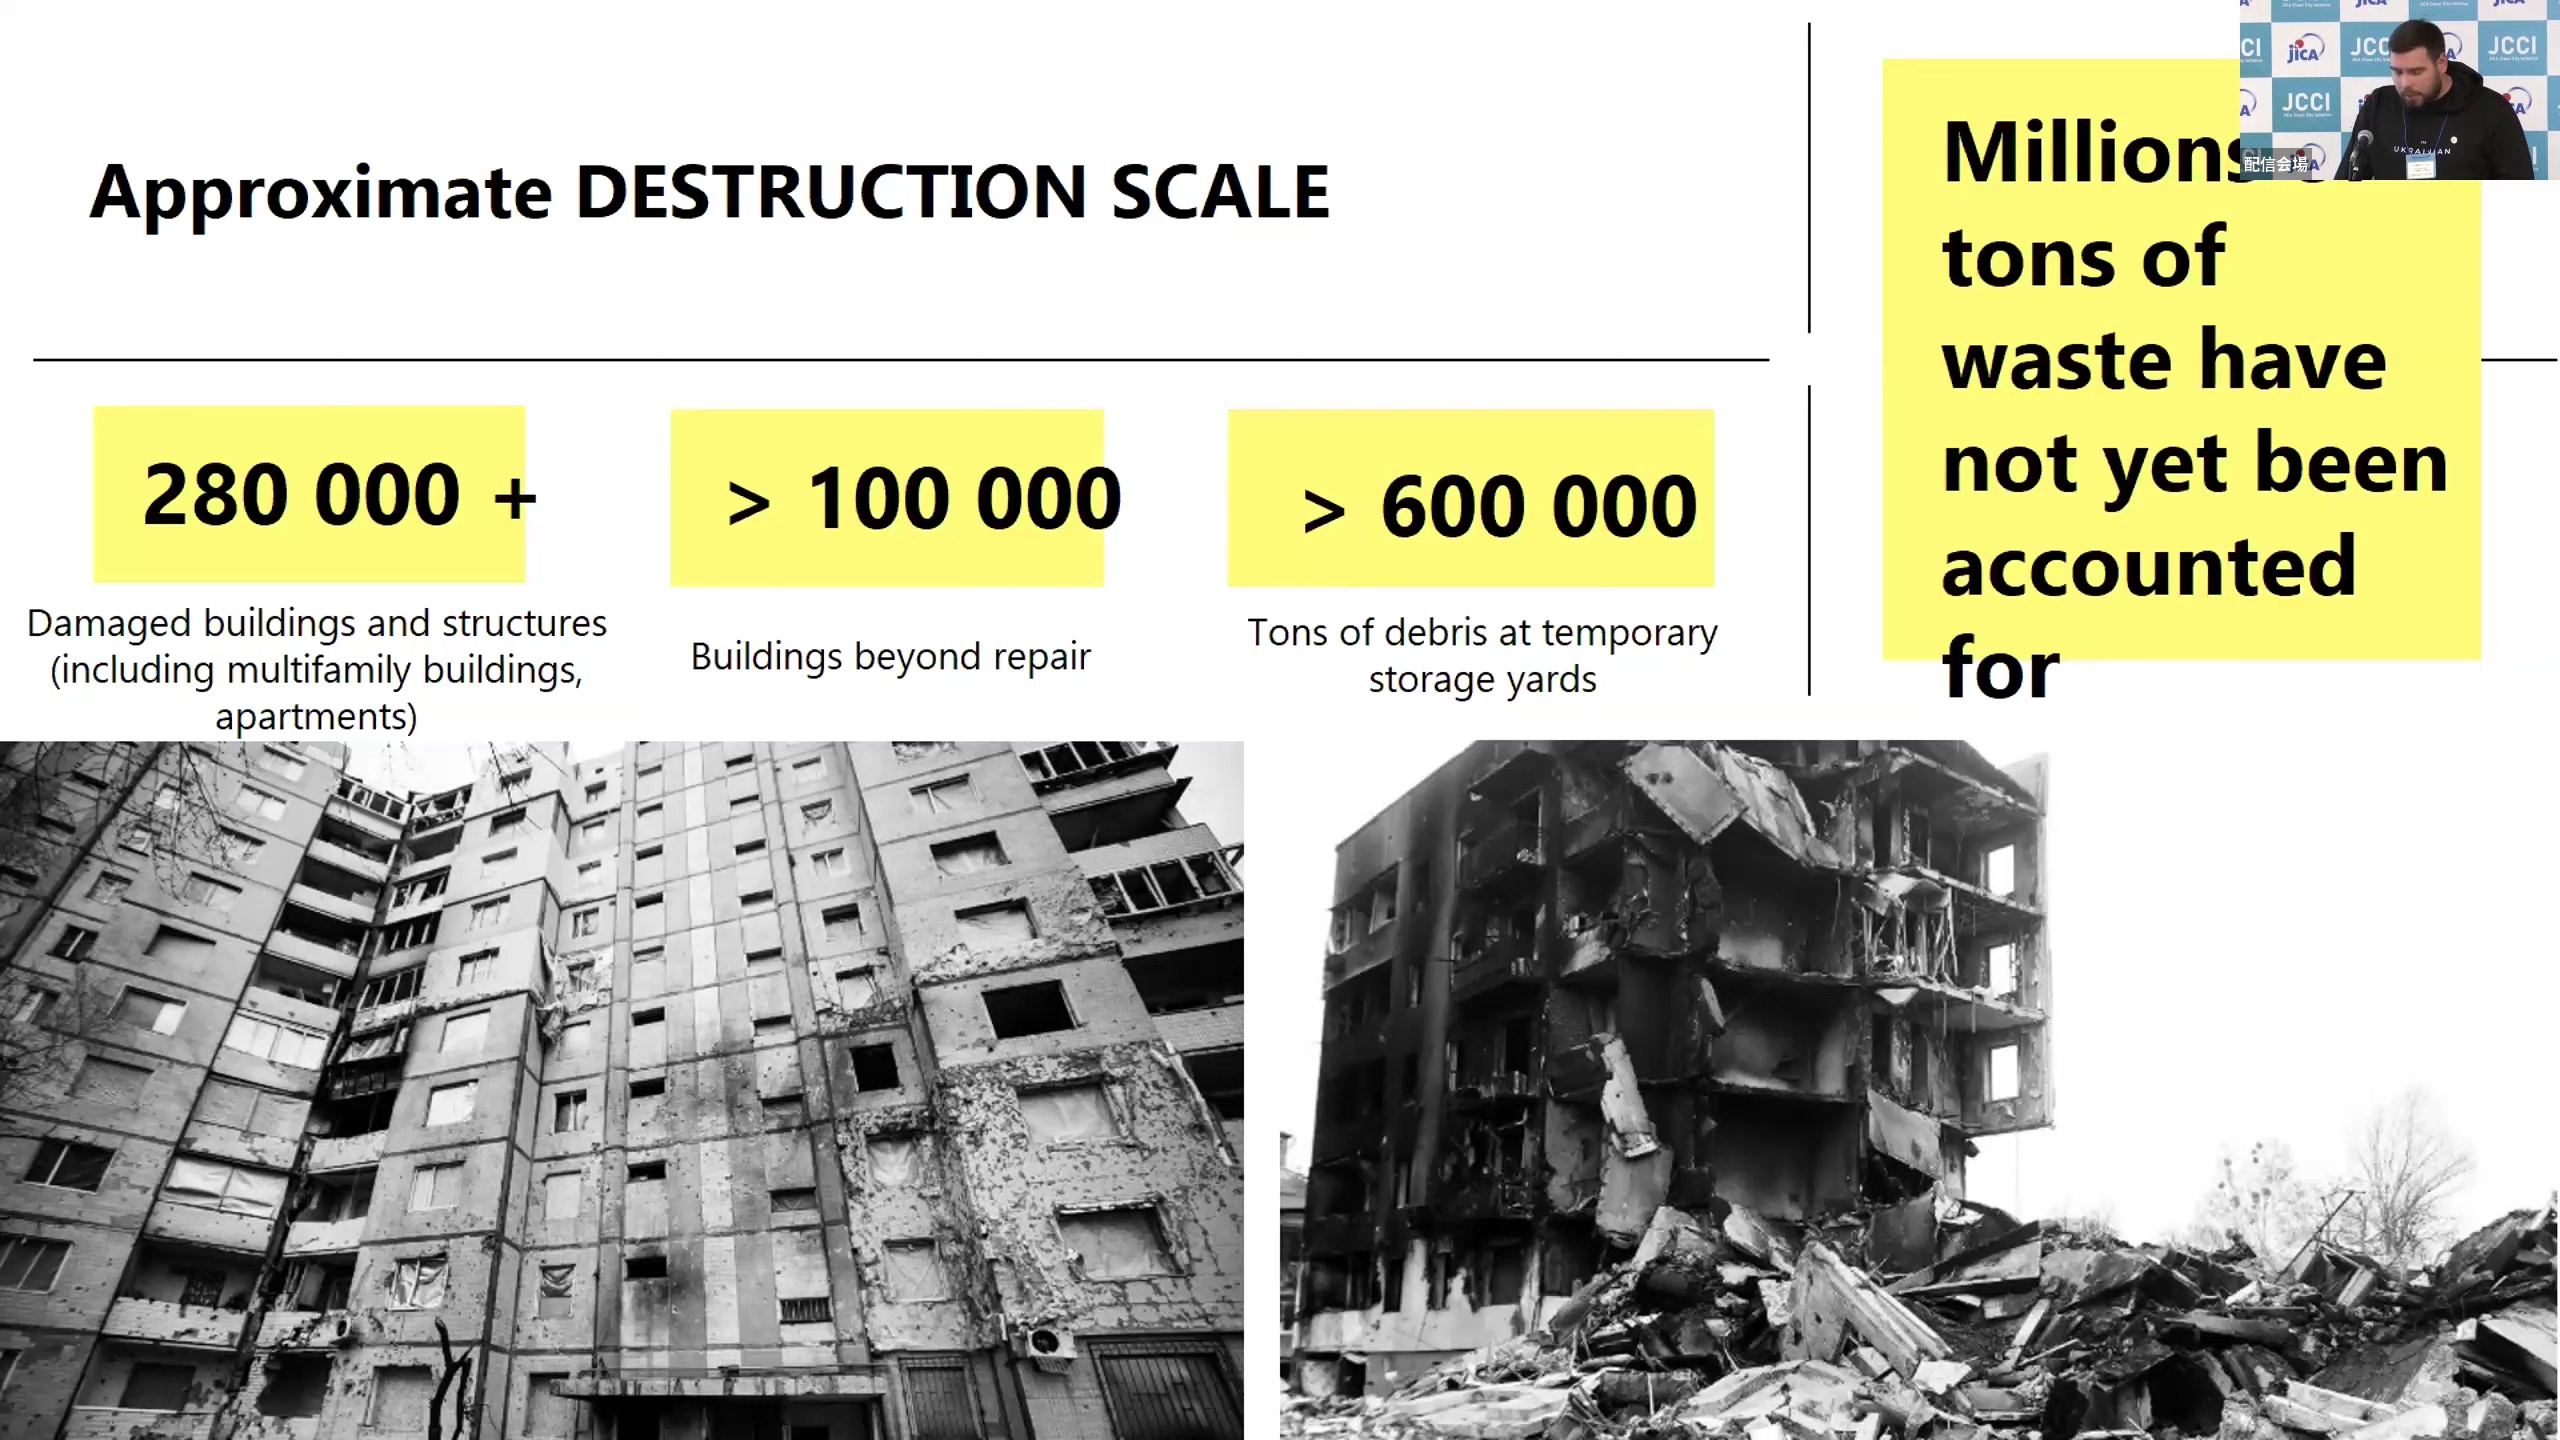 Approximate DESTRUCTION SCALE
280 000 +
Damaged buildings and structures
(including multifamily buildings,
apartments)
> 100 000
Buildings beyond repair
> 600 000
Tons of debris at temporary
storage yards
Millions
tons of
waste have
not yet been
accounted
for
JICA
JCCI
JCCI
UKRAINIAN
配信会場